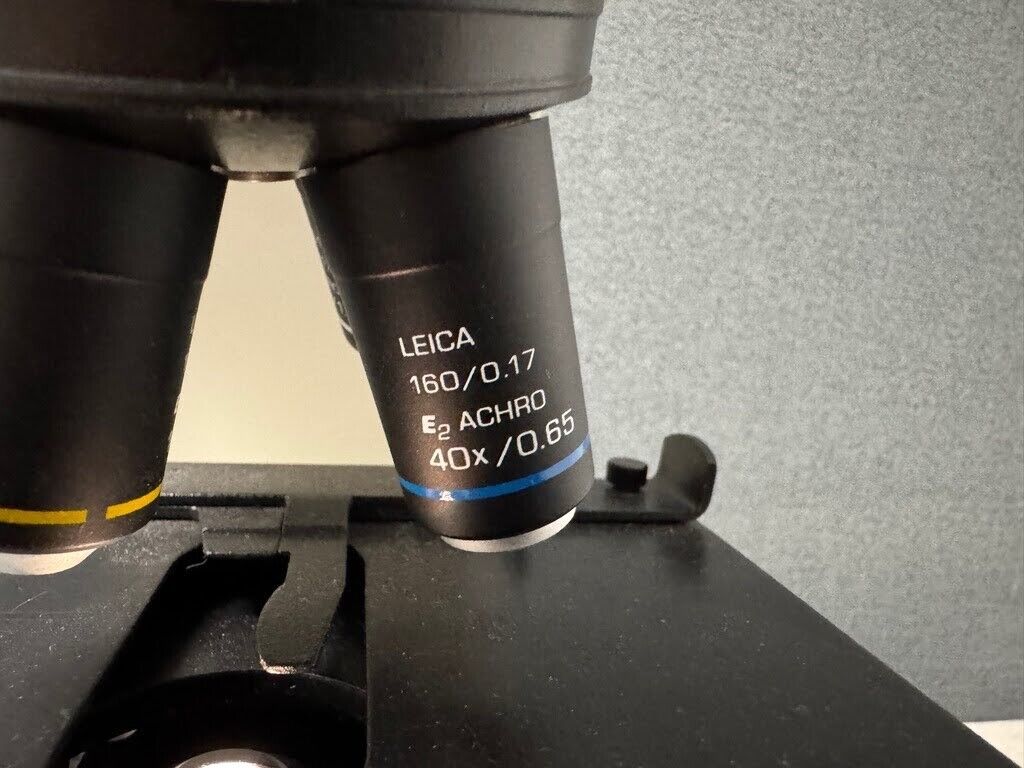 LEICA
160/0.17
E₂ ACHRO
40x/0.65